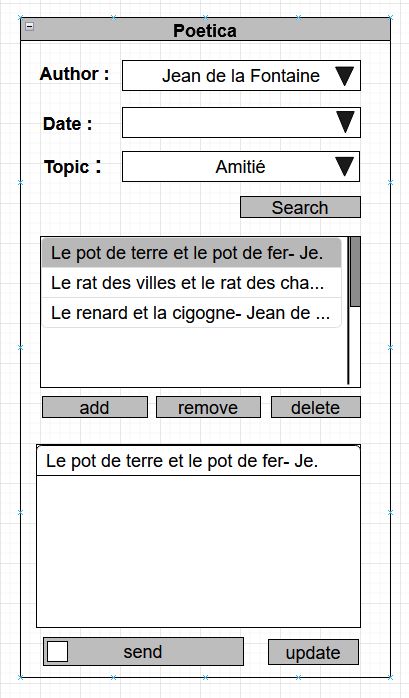 Poetica
Author :
Jean de la Fontaine
Date :
Topic :
Amitié
Search
Le pot de terre et le pot de fer- Je.
Le rat des villes et le rat des cha...
Le renard et la cigogne- Jean de ...
add
remove
delete
Le pot de terre et le pot de fer- Je.
send
update